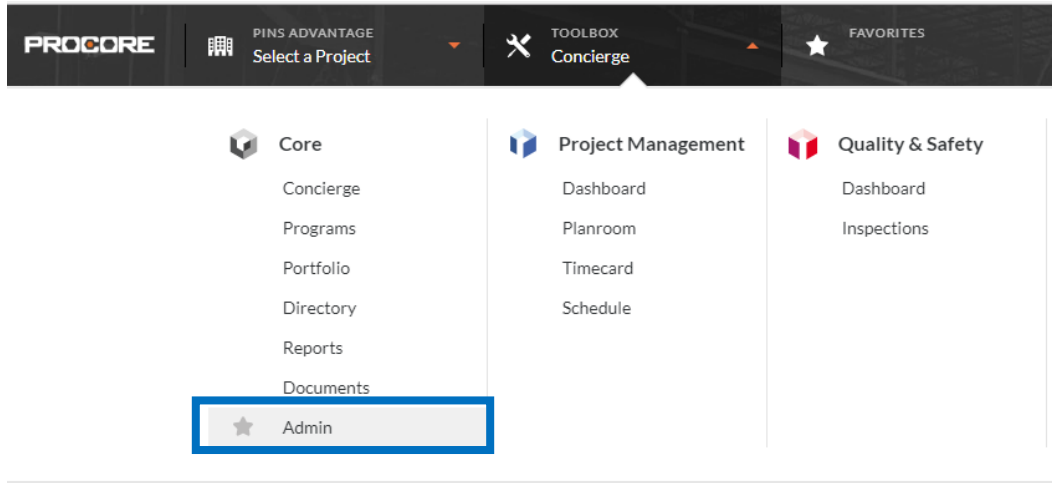 PROCORE
PINS ADVANTAGE
Select a Project
TOOLBOX
Concierge
FAVORITES
Core
Concierge
Programs
Portfolio
Directory
Reports
Documents
Admin
Project Management
Dashboard
Planroom
Timecard
Schedule
Quality & Safety
Dashboard
Inspections